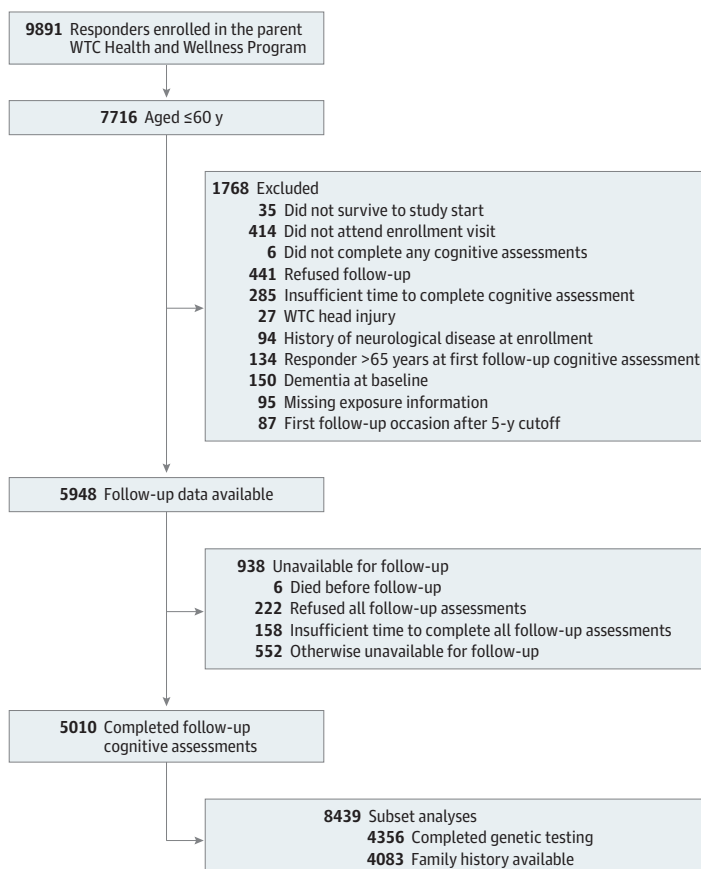 9891 Responders enrolled in the parent
WTC Health and Wellness Program
7716 Aged ≤60 y
1768 Excluded
35 Did not survive to study start
414 Did not attend enrollment visit
6 Did not complete any cognitive assessments
441 Refused follow-up
285 Insufficient time to complete cognitive assessment
27 WTC head injury
94 History of neurological disease at enrollment
134 Responder >65 years at first follow-up cognitive assessment
150 Dementia at baseline
95 Missing exposure information
87 First follow-up occasion after 5-y cutoff
5948 Follow-up data available
938 Unavailable for follow-up
6 Died before follow-up
222 Refused all follow-up assessments
158 Insufficient time to complete all follow-up assessments
552 Otherwise unavailable for follow-up
5010 Completed follow-up
cognitive assessments
8439 Subset analyses
4356 Completed genetic testing
4083 Family history available